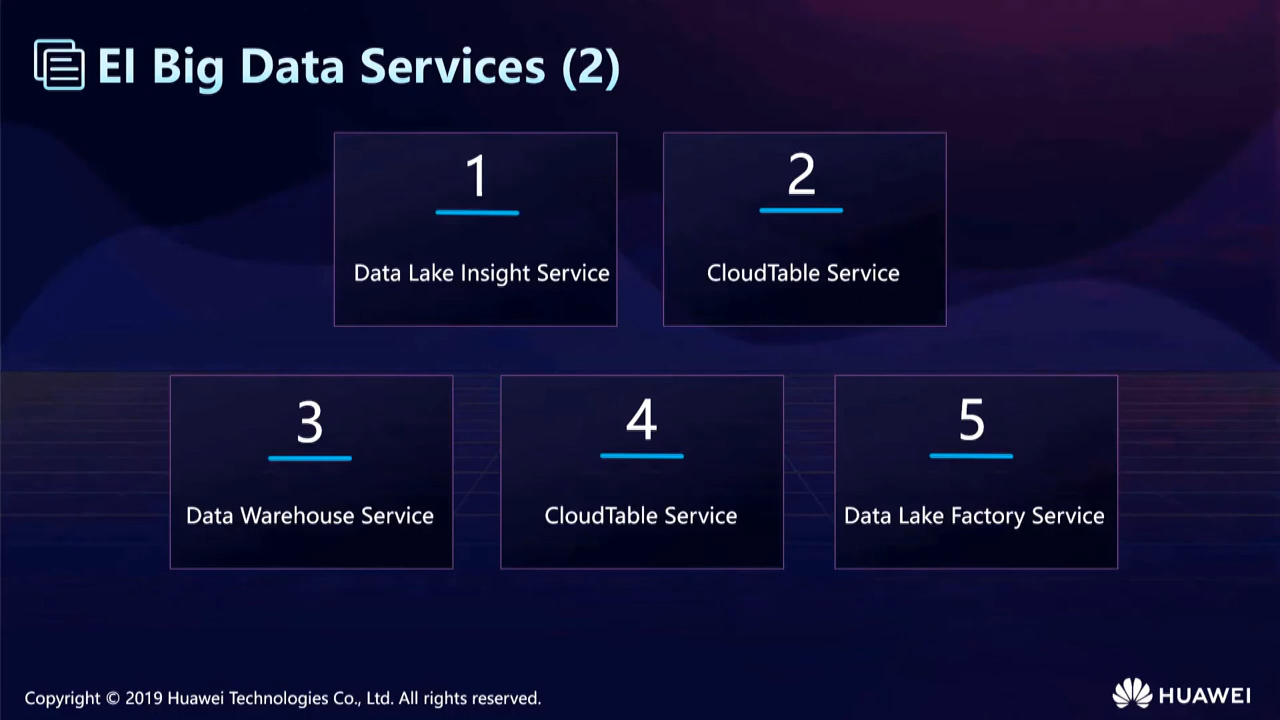 EI Big Data Services (2)
1
Data Lake Insight Service
2
CloudTable Service
3
Data Warehouse Service
4
CloudTable Service
5
Data Lake Factory Service
Copyright © 2019 Huawei Technologies Co., Ltd. All rights reserved.
HUAWEI